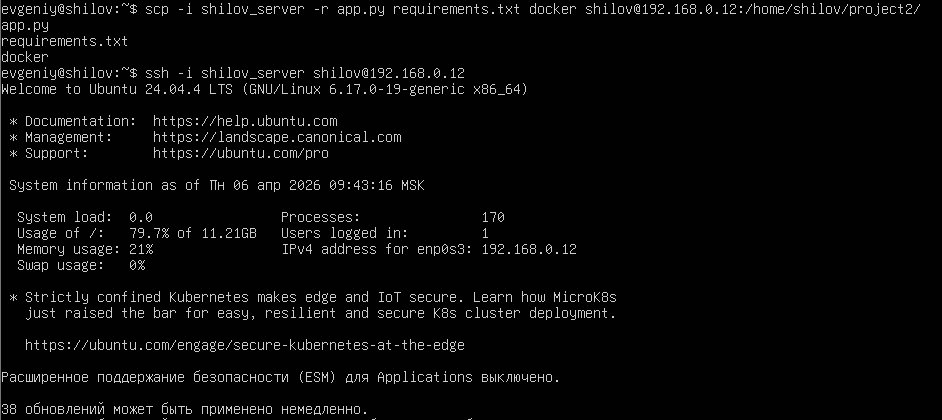 evgeniy@shilov:~$ scp -i shilov_server -r app.py requirements.txt docker shilov@192.168.0.12:/home/shilov/project2/
app.py
requirements.txt
docker
evgeniy@shilov:~$ ssh -i shilov_server shilov@192.168.0.12
Welcome to Ubuntu 24.04.4 LTS (GNU/Linux 6.17.0-19-generic x86_64)
* Documentation:  https://help.ubuntu.com
* Management:     https://landscape.canonical.com
* Support:        https://ubuntu.com/pro
System information as of Пн 06 апр 2026 09:43:16 MSK
System load:  0.0               Processes:              170
Usage of /:   79.7% of 11.21GB  Users logged in:        1
Memory usage: 21%               IPv4 address for enp0s3: 192.168.0.12
Swap usage:   0%
* Strictly confined Kubernetes makes edge and IoT secure. Learn how MicroK8s
just raised the bar for easy, resilient and secure K8s cluster deployment.
https://ubuntu.com/engage/secure-kubernetes-at-the-edge
Расширенное поддержание безопасности (ESM) для Applications выключено.
38 обновлений может быть применено немедленно.